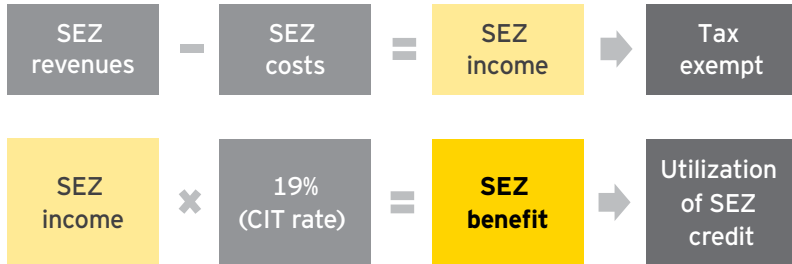 SEZ
revenues
SEZ
costs
SEZ
income
Tax
exempt
SEZ
income
19%
(CIT rate)
SEZ
benefit
Utilization
of SEZ
credit